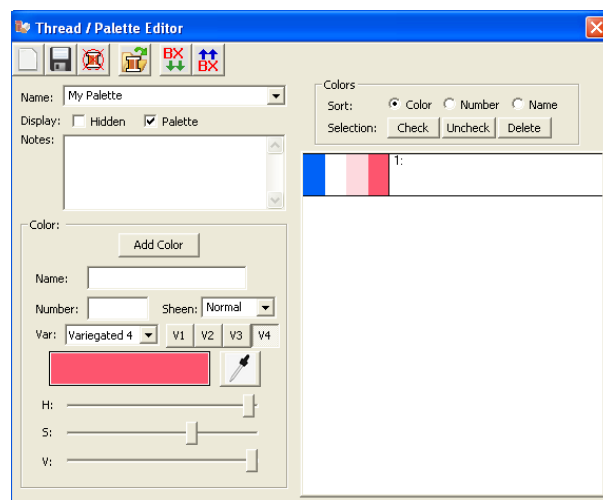 Thread / Palette Editor
BX
BX
Name: My Palette
Display: Hidden Palette
Notes:
Colors
Sort: Color Number Name
Selection: Check Uncheck Delete
1:
Color:
Add Color
Name:
Number: Sheen: Normal
Var: Variegated 4 V1 V2 V3 V4
H:
S:
V: